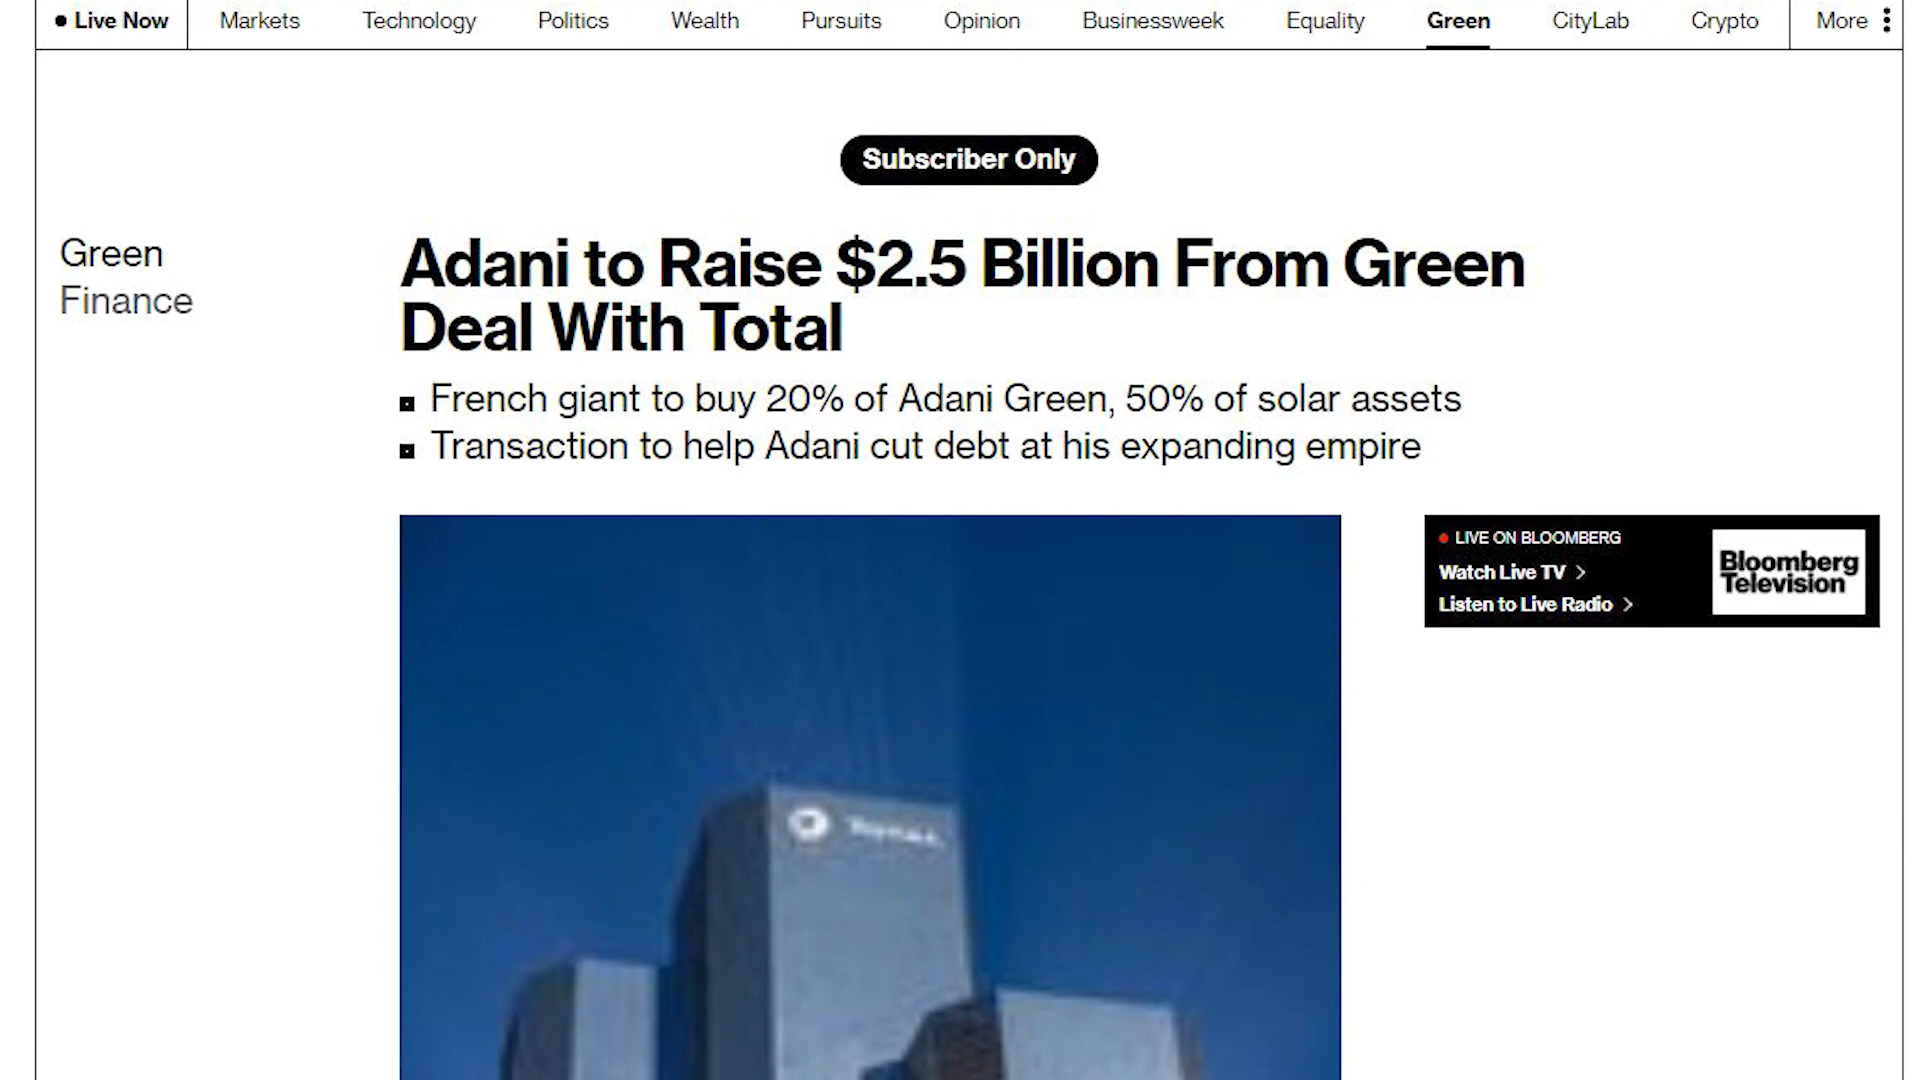 Live Now
Markets
Technology
Politics
Wealth
Pursuits
Opinion
Businessweek
Equality
Green
CityLab
Crypto
More
Subscriber Only
Green
Finance
Adani to Raise $2.5 Billion From Green
Deal With Total
French giant to buy 20% of Adani Green, 50% of solar assets
Transaction to help Adani cut debt at his expanding empire
LIVE ON BLOOMBERG
Watch Live TV
Listen to Live Radio
Bloomberg
Television